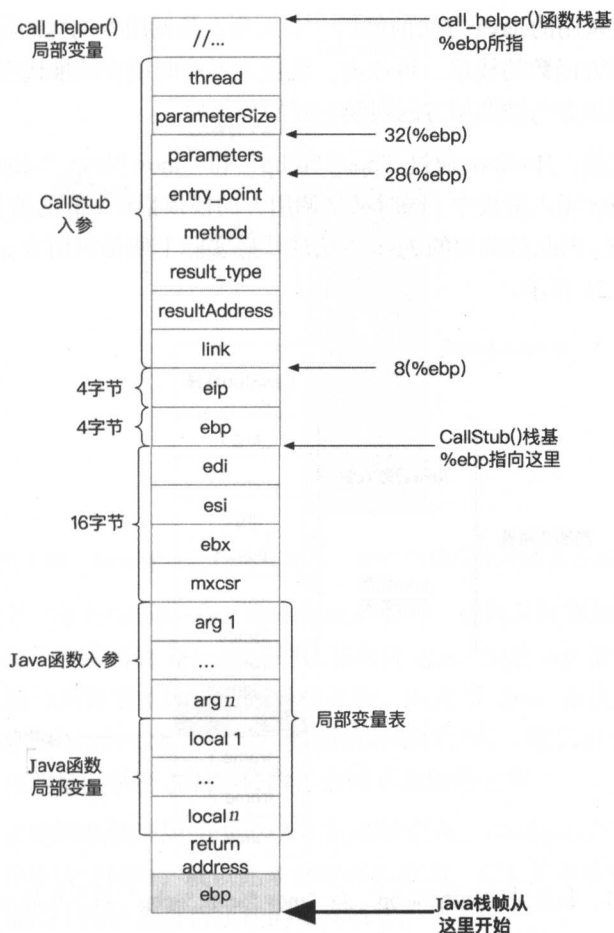 call_helper()
局部变量
//...
call_helper()函数栈基
%ebp所指
thread
parameterSize
32(%ebp)
parameters
28(%ebp)
entry_point
CallStub
入参
method
result_type
resultAddress
link
8(%ebp)
4字节
eip
4字节
ebp
CallStub()栈基
%ebp指向这里
edi
esi
16字节
ebx
mxcsr
arg 1
Java函数入参
...
arg n
局部变量表
local 1
Java函数
局部变量
...
local n
return
address
ebp
Java栈帧从
这里开始